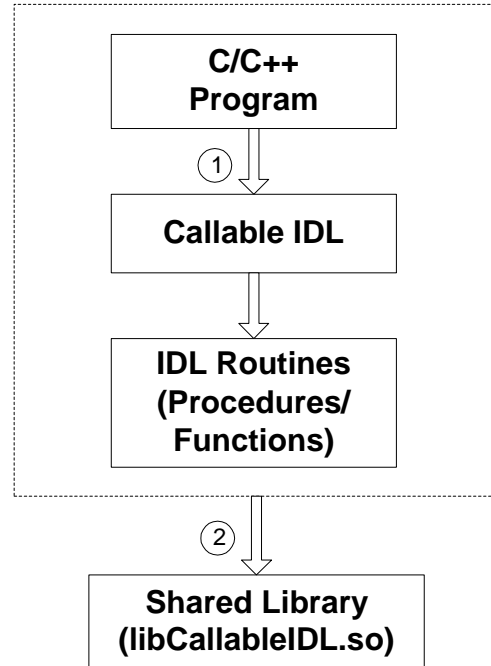 C/C++
Program
1
Callable IDL
IDL Routines
(Procedures/
Functions)
2
Shared Library
(libCallableIDL.so)